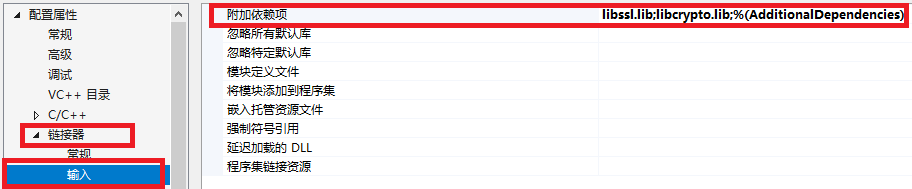 配置属性
常规
高级
调试
VC++ 目录
C/C++
链接器
常规
输入
附加依赖项 libssl.lib;libcrypto.lib;%(AdditionalDependencies)
忽略所有默认库
忽略特定默认库
模块定义文件
将模块添加到程序集
嵌入托管资源文件
强制符号引用
延迟加载的 DLL
程序集链接资源